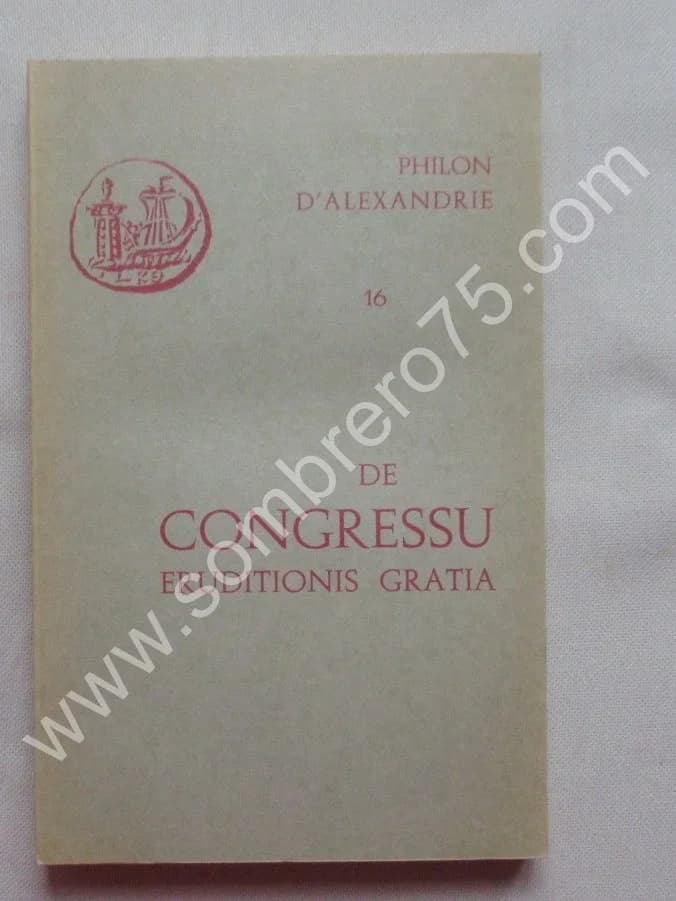 PHILON
D'ALEXANDRIE
16
DE
CONGRESSU
ERUDITIONIS GRATIA
www.sombrero75.com